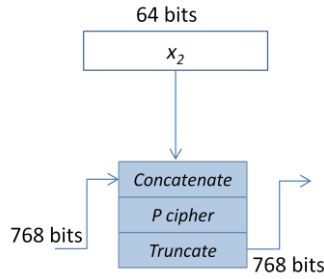 64 bits
x2
Concatenate
P cipher
768 bits
Truncate
768 bits